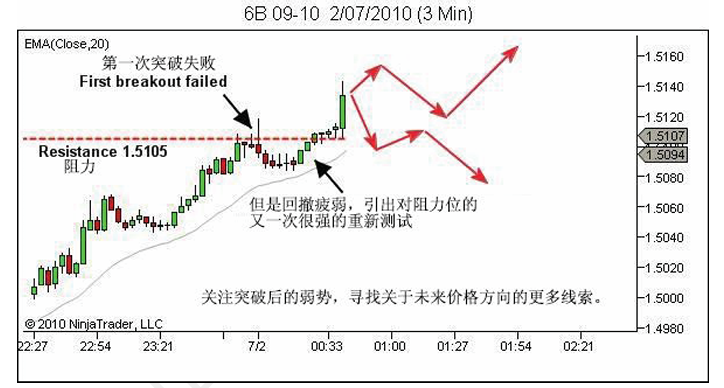 6B 09-10  2/07/2010 (3 Min)
EMA(Close,20)
第一次突破失败
First breakout failed
Resistance 1.5105
阻力
但是回撤疲弱，引出对阻力位的
又一次很强的重新测试
关注突破后的弱势，寻找关于未来价格方向的更多线索。
© 2010 NinjaTrader, LLC
1.5160
1.5140
1.5120
1.5107
1.5094
1.5080
1.5060
1.5040
1.5020
1.5000
1.4980
22:27 22:54 23:21 7/2 00:33 01:00 01:27 01:54 02:21